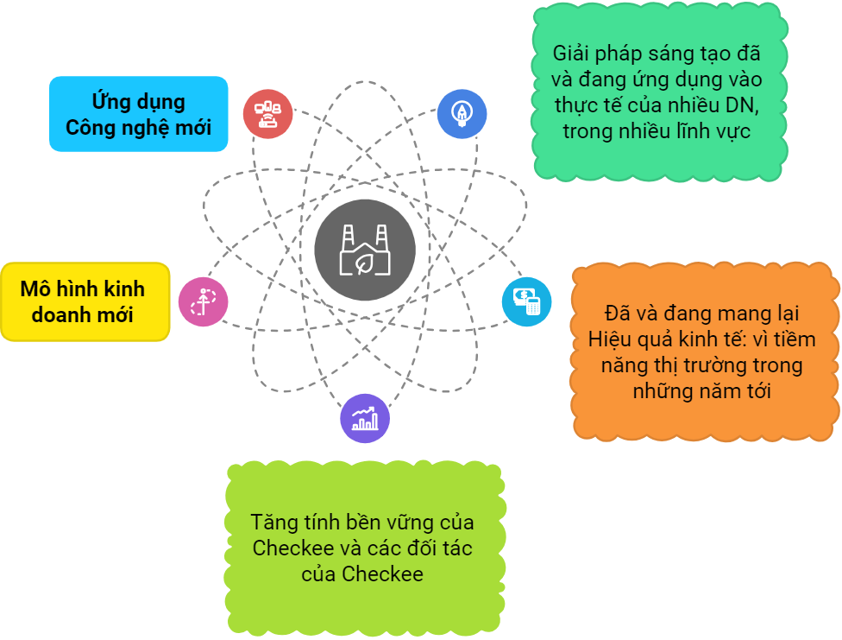 Ứng dụng
Công nghệ mới
Giải pháp sáng tạo đã
và đang ứng dụng vào
thực tế của nhiều DN,
trong nhiều lĩnh vực
Mô hình kinh
doanh mới
Đã và đang mang lại
Hiệu quả kinh tế: vì tiềm
năng thị trường trong
những năm tới
Tăng tính bền vững của
Checkee và các đối tác
của Checkee